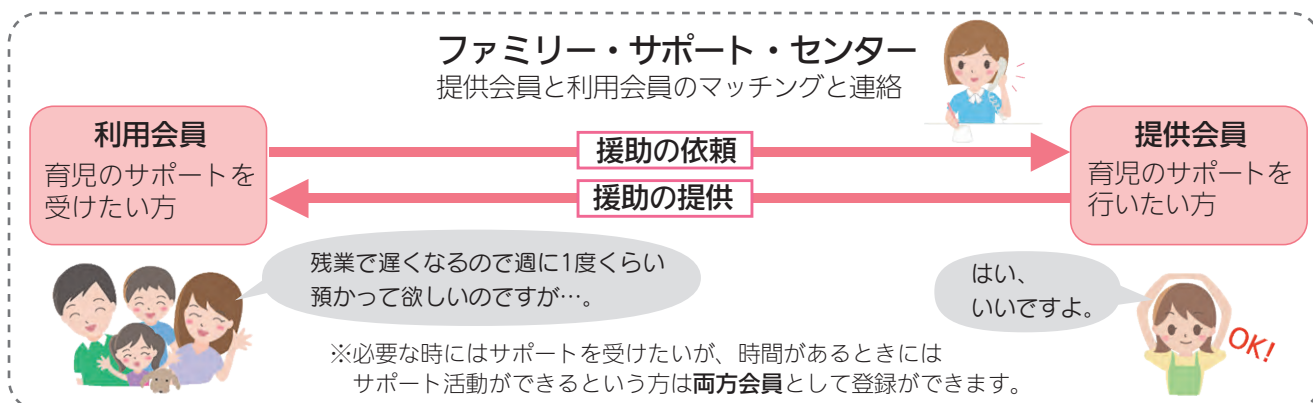 ファミリー・サポート・センター
提供会員と利用会員のマッチングと連絡
利用会員
育児のサポートを
受けたい方
援助の依頼
援助の提供
提供会員
育児のサポートを
行いたい方
残業で遅くなるので週に1度くらい
預かって欲しいのですが…。
はい、
いいですよ。
OK!
※必要な時にはサポートを受けたいが、時間があるときには
サポート活動ができるという方は両方会員として登録ができます。